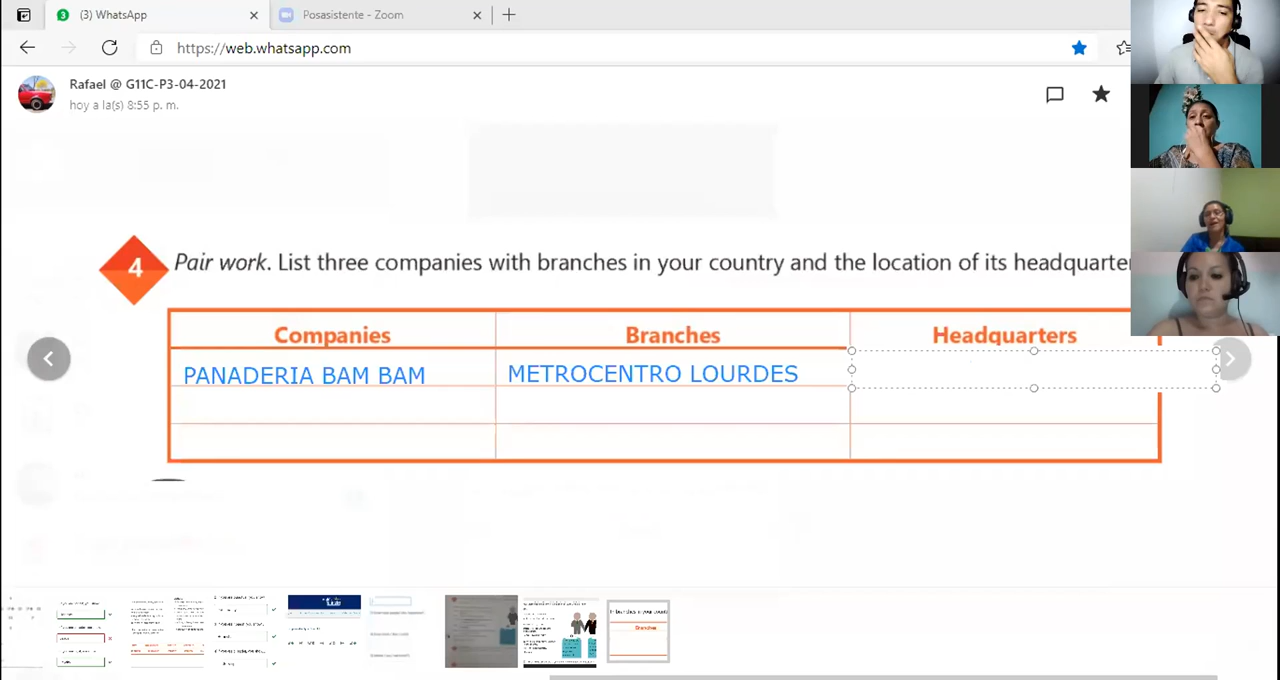 (3) WhatsApp
Posasistente - Zoom
https://web.whatsapp.com
Rafael @ G11C-P3-04-2021
hoy a la(s) 8:55 p. m.
4 Pair work. List three companies with branches in your country and the location of its headquarter
Companies Branches Headquarters
PANADERIA BAM BAM METROCENTRO LOURDES